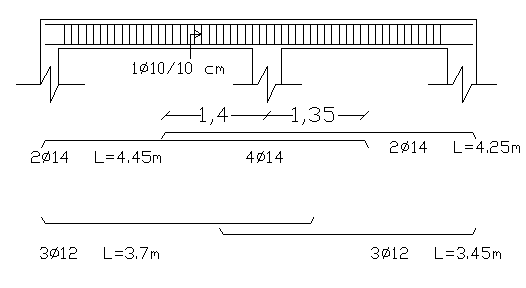 1Ø10/10 cm
1,4 1,35
2Ø14 L=4.45m 4Ø14 2Ø14 L=4.25m
3Ø12 L=3.7m 3Ø12 L=3.45m